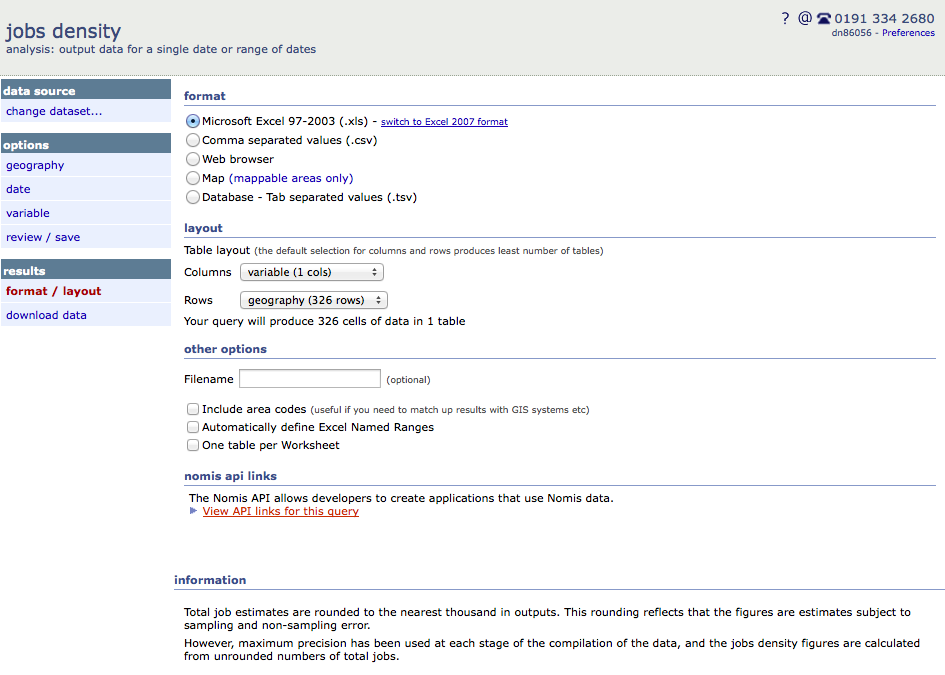 jobs density
analysis: output data for a single date or range of dates
? @ ☎ 0191 334 2680
dn86056 - Preferences
data source
change dataset...
options
geography
date
variable
review / save
results
format / layout
download data
format
Microsoft Excel 97-2003 (.xls) - switch to Excel 2007 format
Comma separated values (.csv)
Web browser
Map (mappable areas only)
Database - Tab separated values (.tsv)
layout
Table layout (the default selection for columns and rows produces least number of tables)
Columns variable (1 cols)
Rows geography (326 rows)
Your query will produce 326 cells of data in 1 table
other options
Filename (optional)
Include area codes (useful if you need to match up results with GIS systems etc)
Automatically define Excel Named Ranges
One table per Worksheet
nomis api links
The Nomis API allows developers to create applications that use Nomis data.
View API links for this query
information
Total job estimates are rounded to the nearest thousand in outputs. This rounding reflects that the figures are estimates subject to
sampling and non-sampling error.
However, maximum precision has been used at each stage of the compilation of the data, and the jobs density figures are calculated
from unrounded numbers of total jobs.